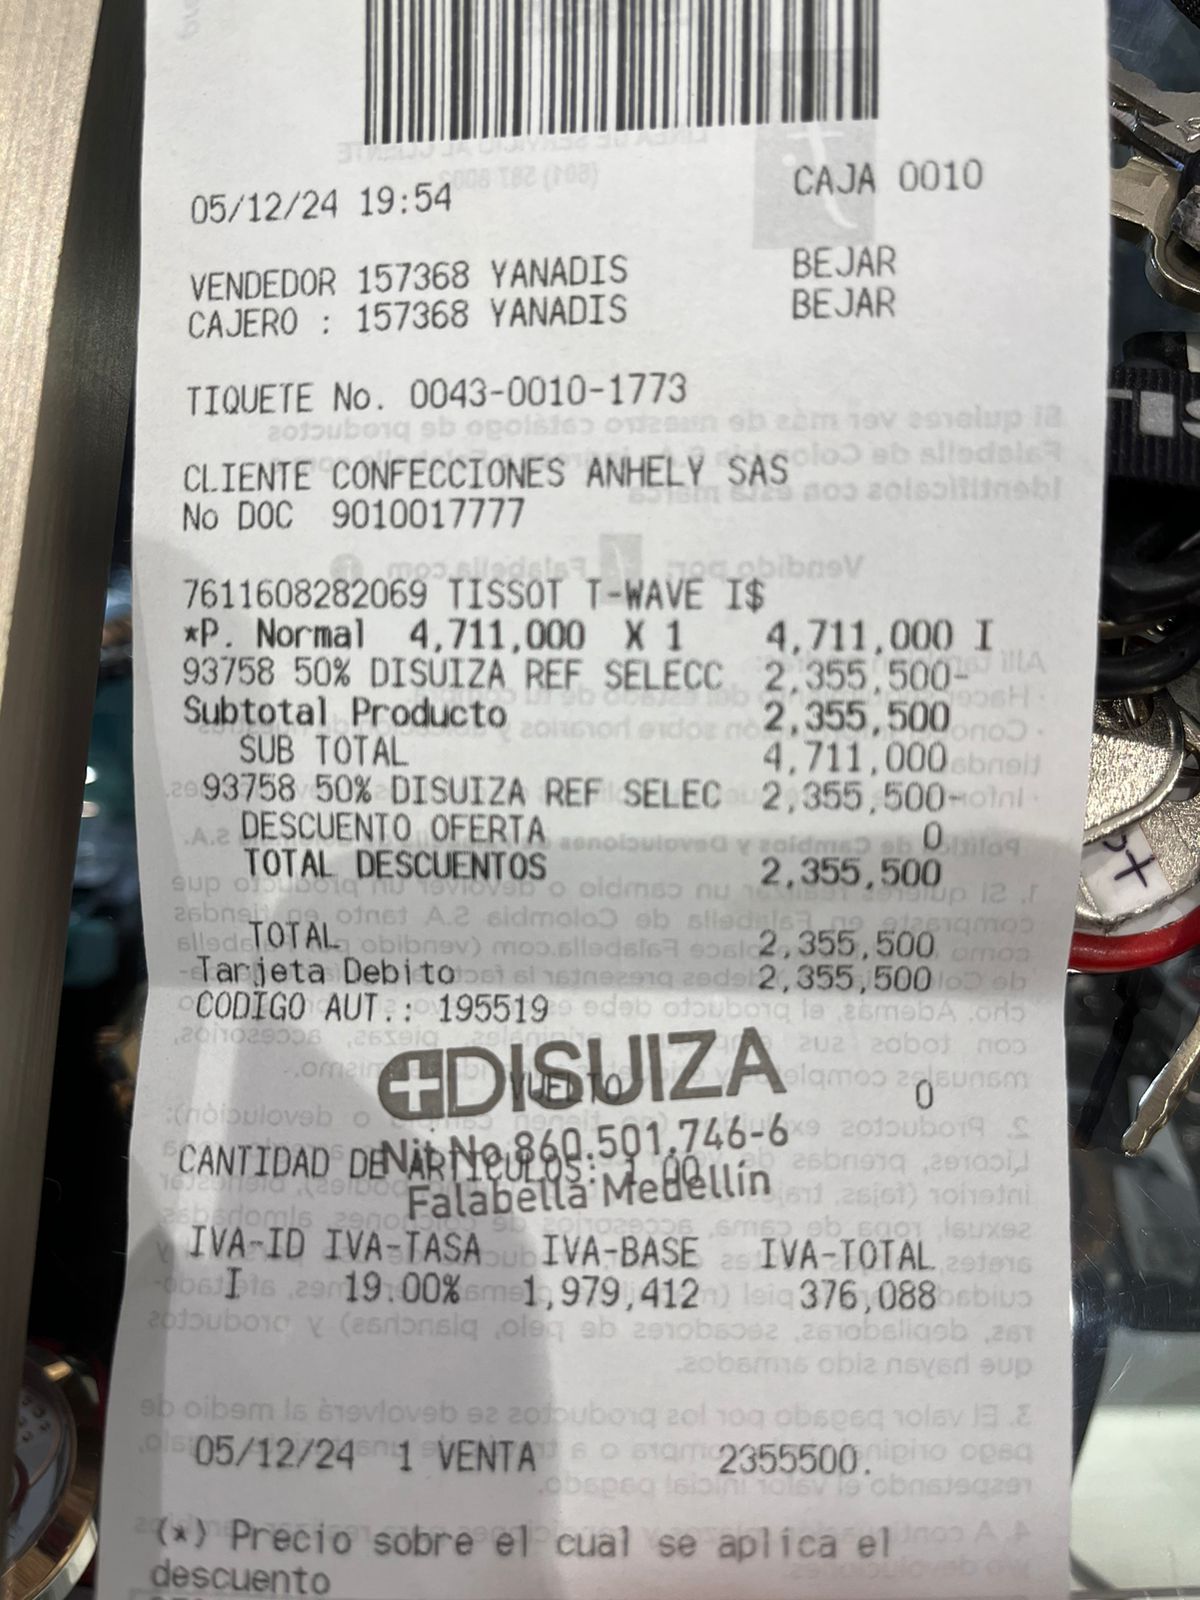 05/12/24 19:54 CAJA 0010
VENDEDOR 157368 YANADIS BEJAR
CAJERO : 157368 YANADIS BEJAR
TIQUETE No. 0043-0010-1773
CLIENTE CONFECCIONES ANHELY SAS
No DOC 9010017777
7611608282069 TISSOT T-WAVE I$
*P. Normal 4,711,000 X 1 4,711,000 I
93758 50% DISUIZA REF SELECC 2,355,500-
Subtotal Producto 2,355,500
SUB TOTAL 4,711,000
93758 50% DISUIZA REF SELEC 2,355,500-
DESCUENTO OFERTA 0
TOTAL DESCUENTOS 2,355,500
TOTAL 2,355,500
Tarjeta Debito 2,355,500
CODIGO AUT.: 195519
DISUIZA
VUELTO 0
Nit No 860.501.746-6
CANTIDAD DE ARTICULOS: 1.00
Falabella Medellín
IVA-ID IVA-TASA IVA-BASE IVA-TOTAL
I 19.00% 1,979,412 376,088
05/12/24 1 VENTA 2355500.
(*) Precio sobre el cual se aplica el
descuento